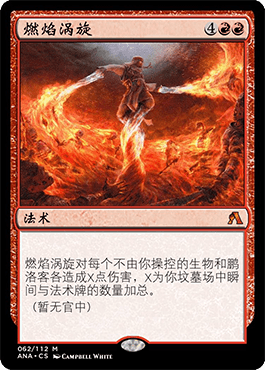 燃焰涡旋 4
法术
燃焰涡旋对每个不由你操控的生物和鹏
洛客各造成X点伤害，X为你坟墓场中瞬
间与法术牌的数量加总。
（暂无官中）
062/112 M
ANA • CS Campbell White